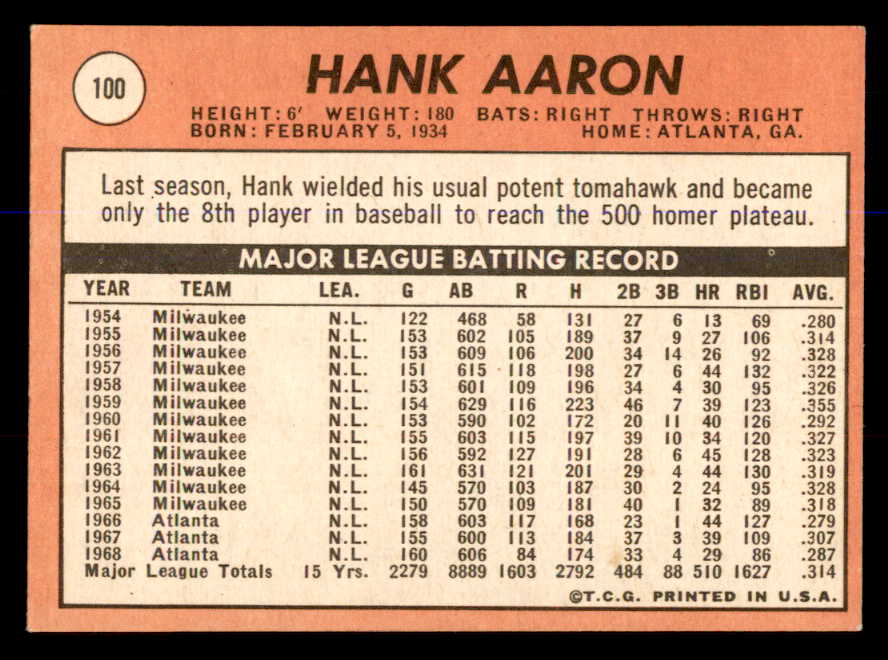 100
HANK AARON
HEIGHT: 6' WEIGHT: 180 BATS: RIGHT THROWS: RIGHT
BORN: FEBRUARY 5, 1934 HOME: ATLANTA, GA.
Last season, Hank wielded his usual potent tomahawk and became
only the 8th player in baseball to reach the 500 homer plateau.
MAJOR LEAGUE BATTING RECORD
YEAR TEAM LEA. G AB R H 2B 3B HR RBI AVG.
1954 Milwaukee N.L. 122 468 58 131 27 6 13 69 .280
1955 Milwaukee N.L. 153 602 105 189 37 9 27 106 .314
1956 Milwaukee N.L. 153 609 106 200 34 14 26 92 .328
1957 Milwaukee N.L. 151 615 118 198 27 6 44 132 .322
1958 Milwaukee N.L. 153 601 109 196 34 4 30 95 .326
1959 Milwaukee N.L. 154 629 116 223 46 7 39 123 .355
1960 Milwaukee N.L. 153 590 102 172 20 11 40 126 .292
1961 Milwaukee N.L. 155 603 115 197 39 10 34 120 .327
1962 Milwaukee N.L. 156 592 127 191 28 6 45 128 .323
1963 Milwaukee N.L. 161 631 121 201 29 4 44 130 .319
1964 Milwaukee N.L. 145 570 103 187 30 2 24 95 .328
1965 Milwaukee N.L. 150 570 109 181 40 1 32 89 .318
1966 Atlanta N.L. 158 603 117 168 23 1 44 127 .279
1967 Atlanta N.L. 155 600 113 184 37 3 39 109 .307
1968 Atlanta N.L. 160 606 84 174 33 4 29 86 .287
Major League Totals 15 Yrs. 2279 8889 1603 2792 484 88 510 1627 .314
©T.C.G. PRINTED IN U.S.A.